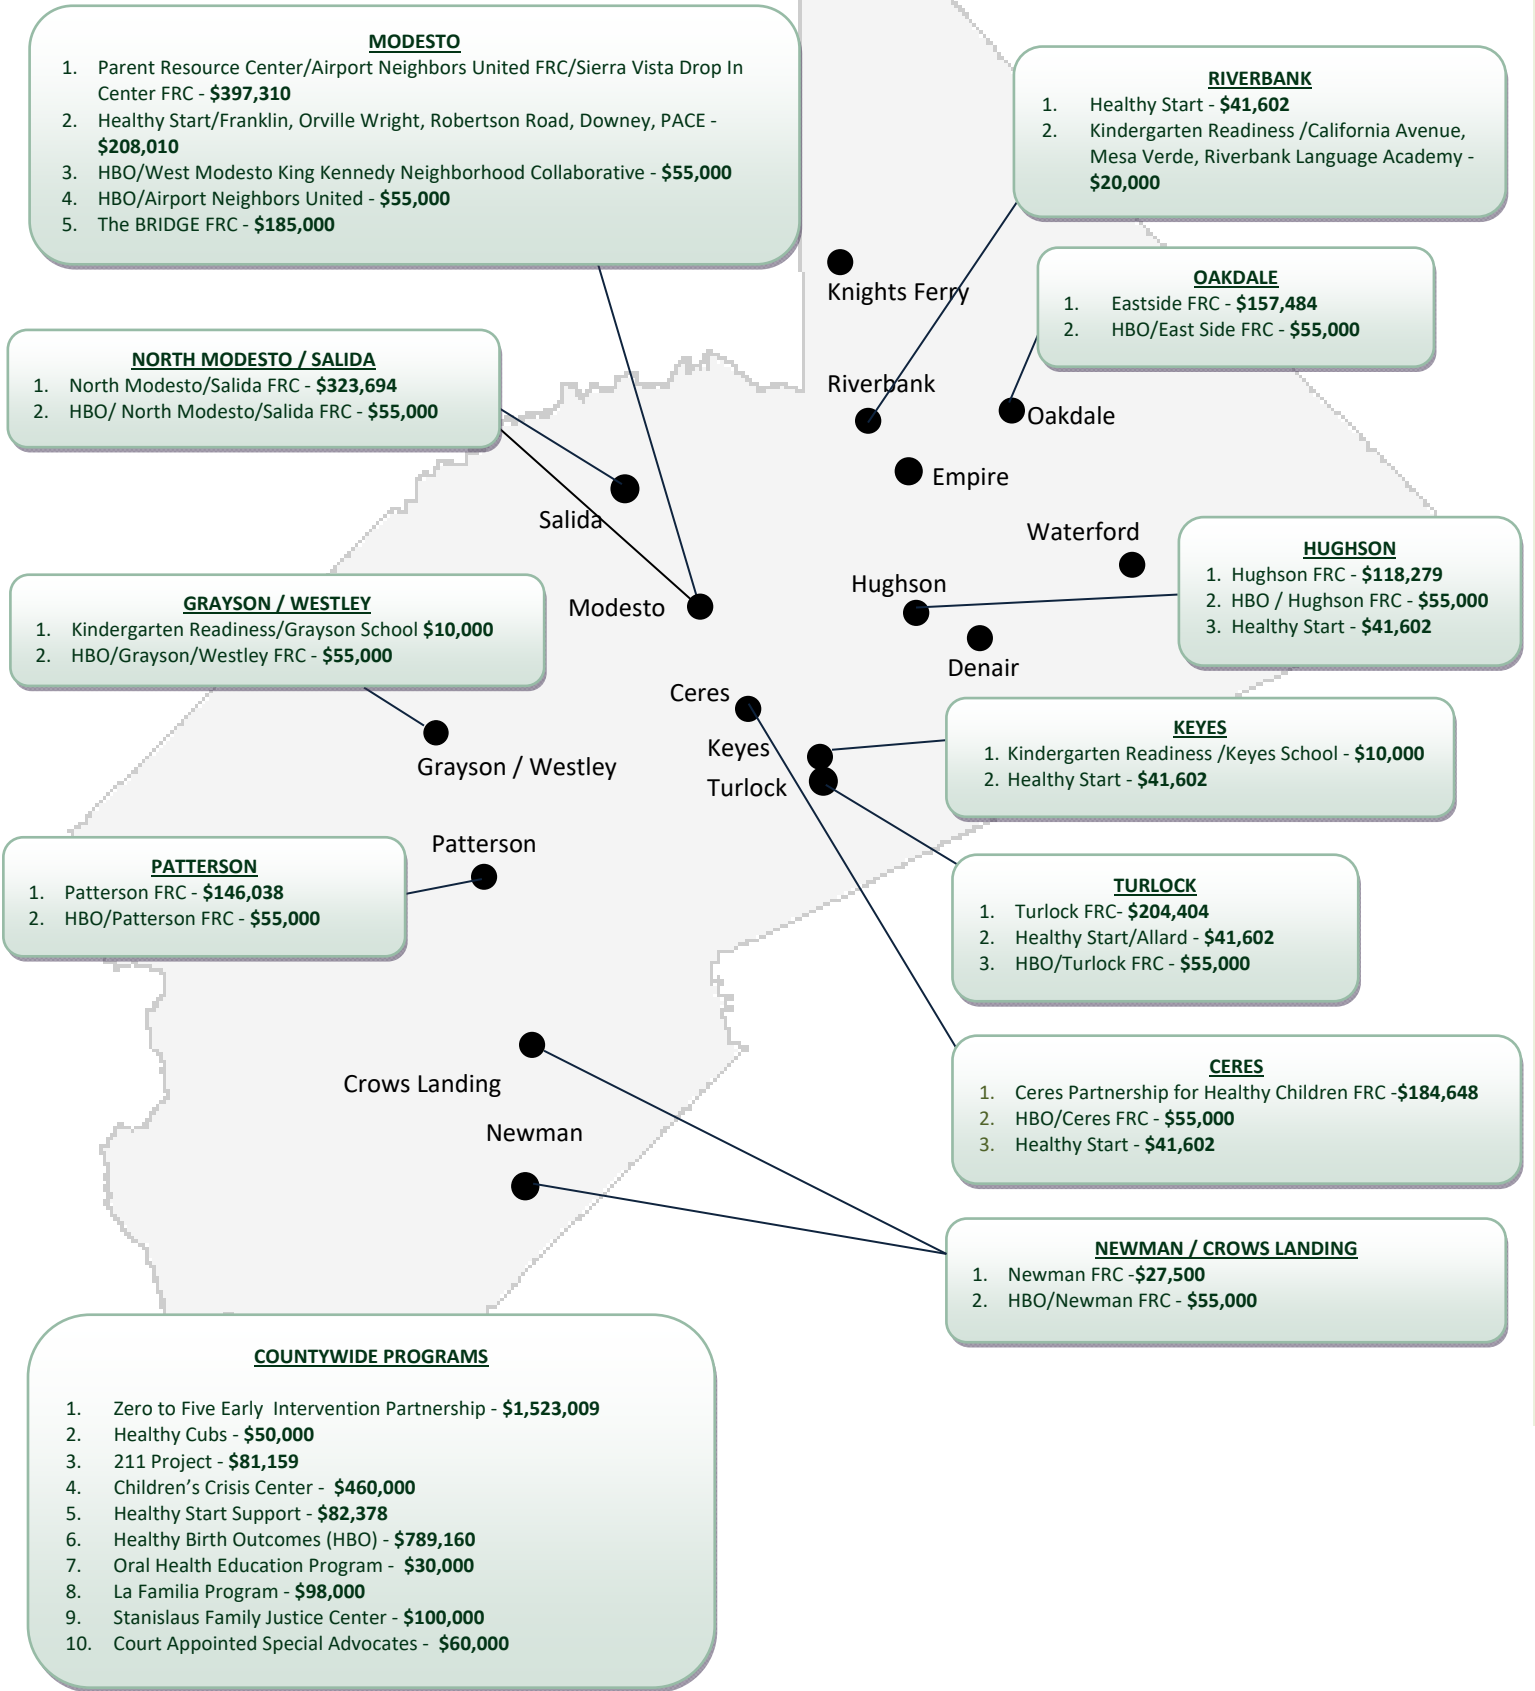 MODESTO
1. Parent Resource Center/Airport Neighbors United FRC/Sierra Vista Drop In
Center FRC - $397,310
2. Healthy Start/Franklin, Orville Wright, Robertson Road, Downey, PACE -
$208,010
3. HBO/West Modesto King Kennedy Neighborhood Collaborative - $55,000
4. HBO/Airport Neighbors United - $55,000
5. The BRIDGE FRC - $185,000
RIVERBANK
1. Healthy Start - $41,602
2. Kindergarten Readiness /California Avenue,
Mesa Verde, Riverbank Language Academy -
$20,000
OAKDALE
1. Eastside FRC - $157,484
2. HBO/East Side FRC - $55,000
NORTH MODESTO / SALIDA
1. North Modesto/Salida FRC - $323,694
2. HBO/ North Modesto/Salida FRC - $55,000
Knights Ferry
Riverbank
Oakdale
Empire
Salida
Waterford
HUGHSON
1. Hughson FRC - $118,279
2. HBO / Hughson FRC - $55,000
3. Healthy Start - $41,602
Hughson
Modesto
Denair
GRAYSON / WESTLEY
1. Kindergarten Readiness/Grayson School $10,000
2. HBO/Grayson/Westley FRC - $55,000
Ceres
Keyes
Turlock
Grayson / Westley
KEYES
1. Kindergarten Readiness /Keyes School - $10,000
2. Healthy Start - $41,602
Patterson
PATTERSON
1. Patterson FRC - $146,038
2. HBO/Patterson FRC - $55,000
TURLOCK
1. Turlock FRC- $204,404
2. Healthy Start/Allard - $41,602
3. HBO/Turlock FRC - $55,000
Crows Landing
Newman
CERES
1. Ceres Partnership for Healthy Children FRC -$184,648
2. HBO/Ceres FRC - $55,000
3. Healthy Start - $41,602
NEWMAN / CROWS LANDING
1. Newman FRC -$27,500
2. HBO/Newman FRC - $55,000
COUNTYWIDE PROGRAMS
1. Zero to Five Early Intervention Partnership - $1,523,009
2. Healthy Cubs - $50,000
3. 211 Project - $81,159
4. Children’s Crisis Center - $460,000
5. Healthy Start Support - $82,378
6. Healthy Birth Outcomes (HBO) - $789,160
7. Oral Health Education Program - $30,000
8. La Familia Program - $98,000
9. Stanislaus Family Justice Center - $100,000
10. Court Appointed Special Advocates - $60,000